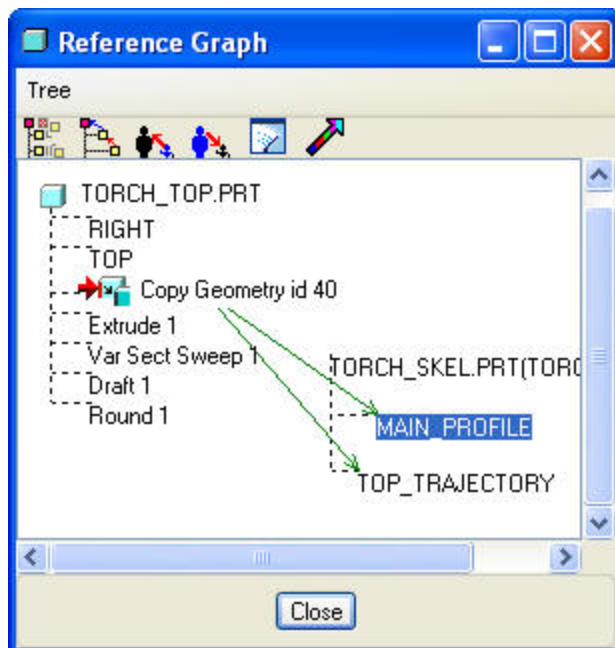 Reference Graph
Tree
TORCH_TOP.PRT
RIGHT
TOP
Copy Geometry id 40
Extrude 1
Var Sect Sweep 1
Draft 1
Round 1
TORCH_SKEL.PRT(TORC
MAIN_PROFILE
TOP_TRAJECTORY
Close